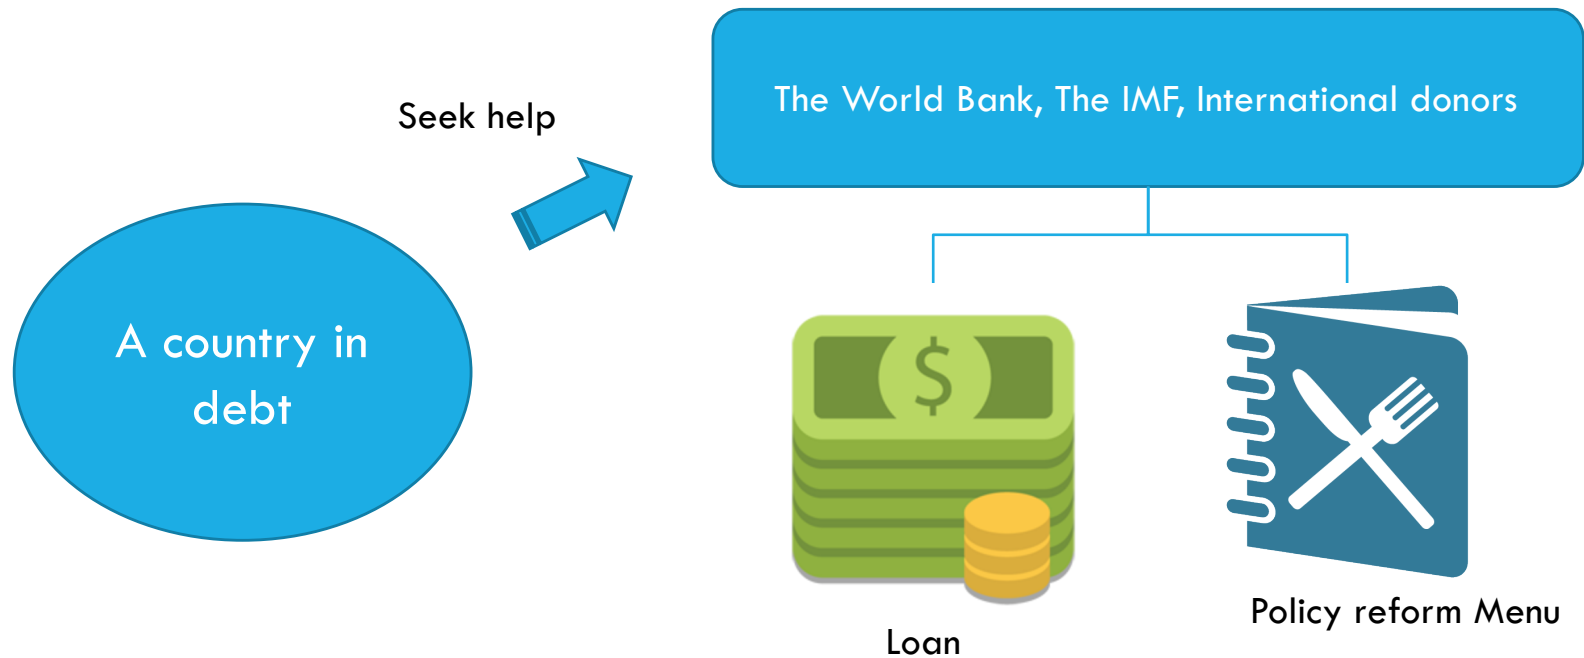 Seek help
The World Bank, The IMF, International donors
A country in
debt
$
Loan
Policy reform Menu